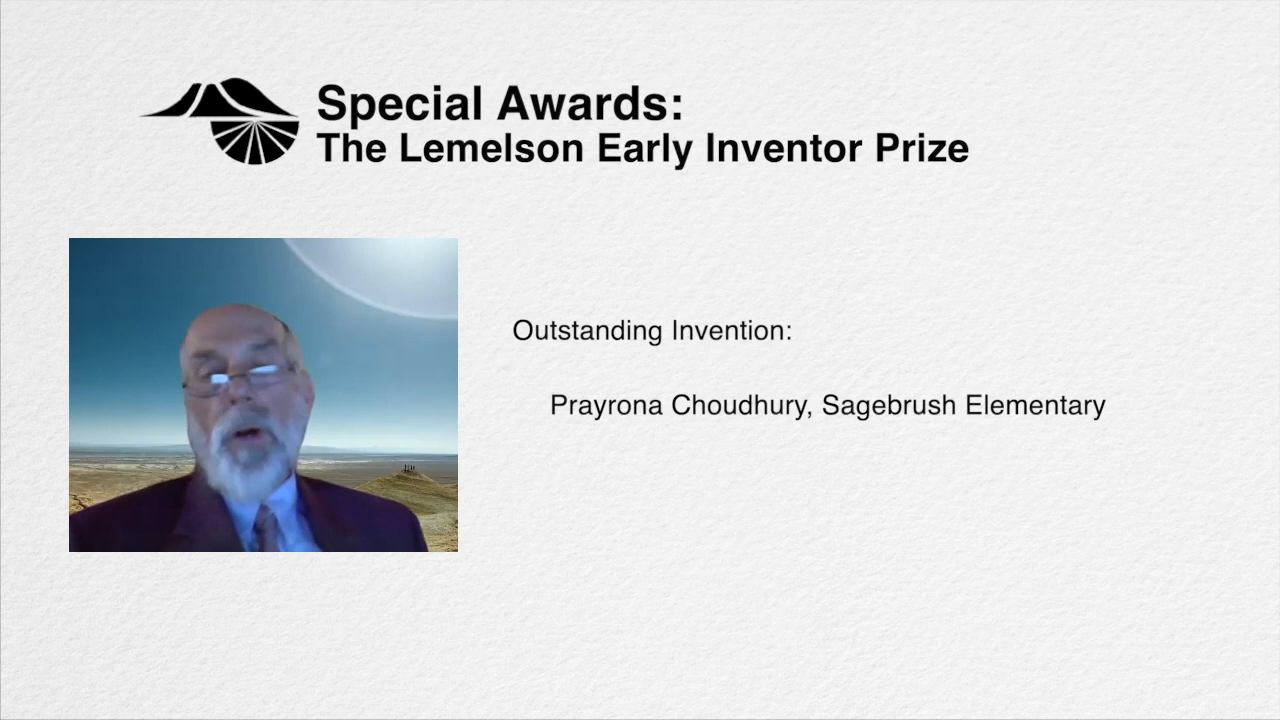 Special Awards:
The Lemelson Early Inventor Prize
Outstanding Invention:
Prayrona Choudhury, Sagebrush Elementary